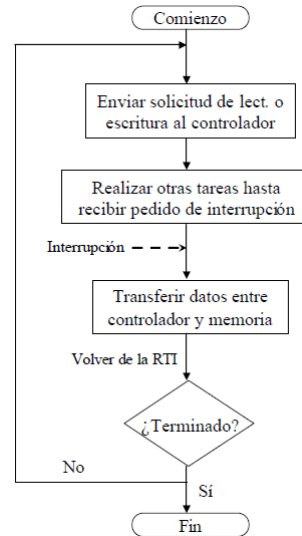 Comienzo
Enviar solicitud de lect. o
escritura al controlador
Realizar otras tareas hasta
recibir pedido de interrupción
Interrupción
Transferir datos entre
controlador y memoria
Volver de la RTI
¿Terminado?
No
Sí
Fin